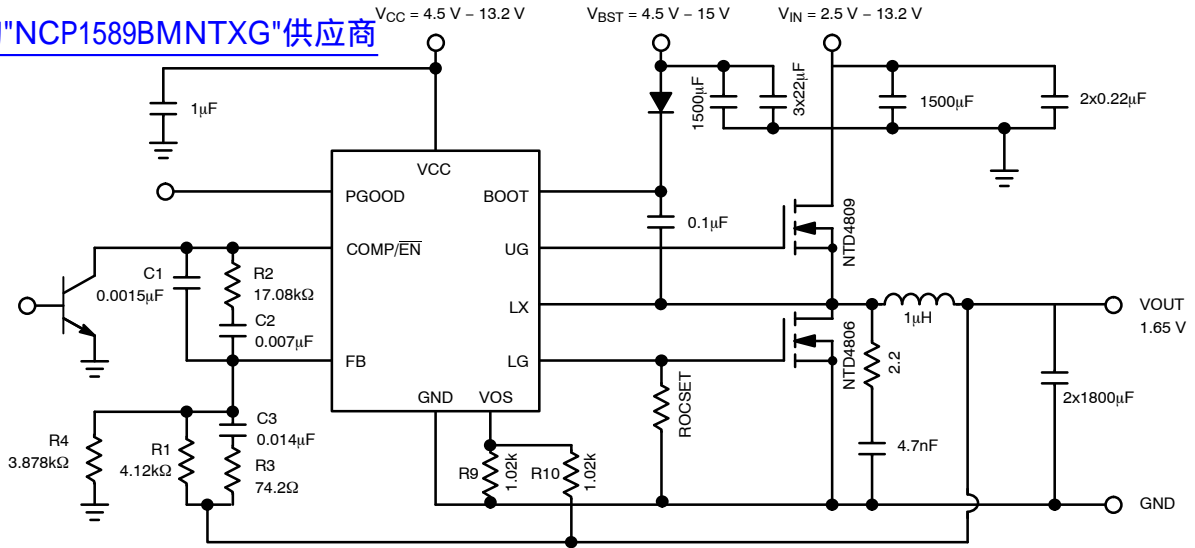 "NCP1589BMNTXG"供应商
VCC = 4.5 V − 13.2 V
VBST = 4.5 V − 15 V
VIN = 2.5 V − 13.2 V
1μF
1500μF
3x22μF
1500μF
2x0.22μF
VCC
PGOOD
BOOT
0.1μF
NTD4809
COMP/EN
UG
C1
0.0015μF
R2
17.08kΩ
C2
0.007μF
LX
1μH
VOUT
1.65 V
FB
LG
NTD4806
2.2
GND
VOS
ROCSET
2x1800μF
R4
3.878kΩ
R1
4.12kΩ
C3
0.014μF
R3
74.2Ω
R9
1.02k
R10
1.02k
4.7nF
GND